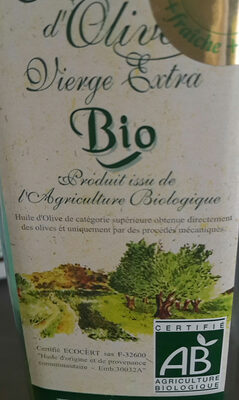 d'Olive
Fraîche
Vierge Extra
Bio
Produit issu de
l'Agriculture Biologique
Huile d'Olive de catégorie supérieure obtenue directement
des olives et uniquement par des procédés mécaniques.
Certifié ECOCERT sas F-32600
"Huile d'origine et de provenance
communautaire - Emb.30032A"
CERTIFIÉ
AB
AGRICULTURE
BIOLOGIQUE